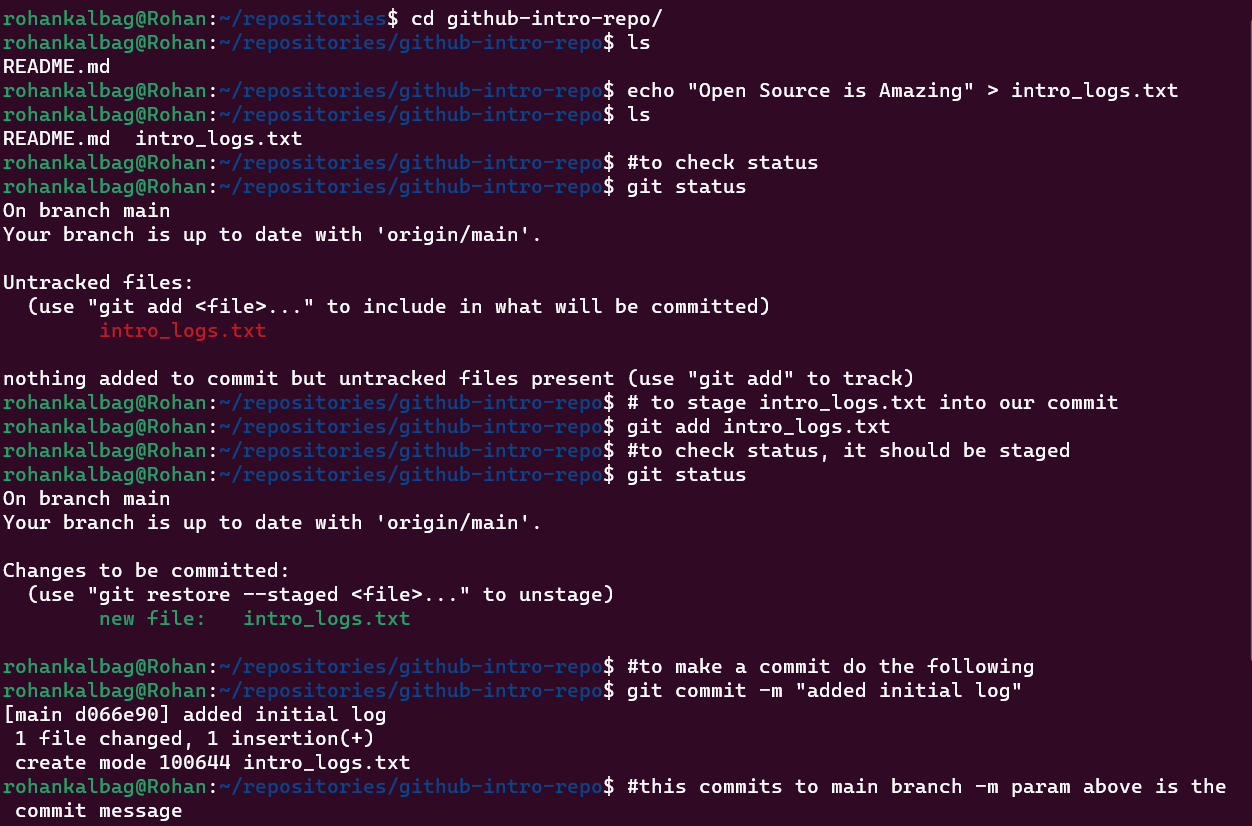 rohankalbag@Rohan:~/repositories$ cd github-intro-repo/
rohankalbag@Rohan:~/repositories/github-intro-repo$ ls
README.md
rohankalbag@Rohan:~/repositories/github-intro-repo$ echo "Open Source is Amazing" > intro_logs.txt
rohankalbag@Rohan:~/repositories/github-intro-repo$ ls
README.md  intro_logs.txt
rohankalbag@Rohan:~/repositories/github-intro-repo$ #to check status
rohankalbag@Rohan:~/repositories/github-intro-repo$ git status
On branch main
Your branch is up to date with 'origin/main'.

Untracked files:
  (use "git add <file>..." to include in what will be committed)
        intro_logs.txt

nothing added to commit but untracked files present (use "git add" to track)
rohankalbag@Rohan:~/repositories/github-intro-repo$ # to stage intro_logs.txt into our commit
rohankalbag@Rohan:~/repositories/github-intro-repo$ git add intro_logs.txt
rohankalbag@Rohan:~/repositories/github-intro-repo$ #to check status, it should be staged
rohankalbag@Rohan:~/repositories/github-intro-repo$ git status
On branch main
Your branch is up to date with 'origin/main'.

Changes to be committed:
  (use "git restore --staged <file>..." to unstage)
        new file:   intro_logs.txt

rohankalbag@Rohan:~/repositories/github-intro-repo$ #to make a commit do the following
rohankalbag@Rohan:~/repositories/github-intro-repo$ git commit -m "added initial log"
[main d066e90] added initial log
 1 file changed, 1 insertion(+)
 create mode 100644 intro_logs.txt
rohankalbag@Rohan:~/repositories/github-intro-repo$ #this commits to main branch -m param above is the
 commit message